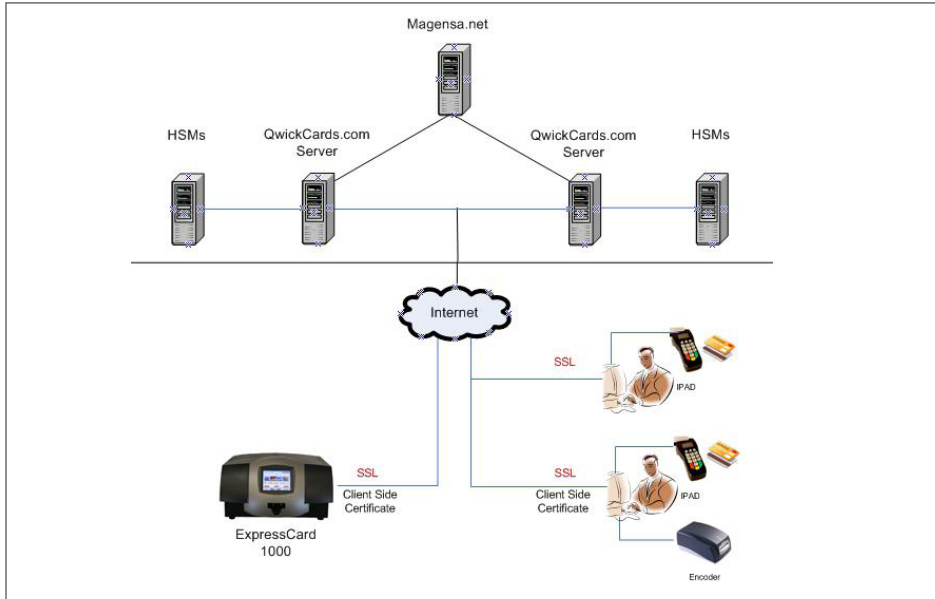 Magensa.net
HSMs
QwickCards.com
Server
QwickCards.com
Server
HSMs
Internet
SSL
IPAD
SSL
Client Side
Certificate
ExpressCard
1000
SSL
Client Side
Certificate
IPAD
Encoder